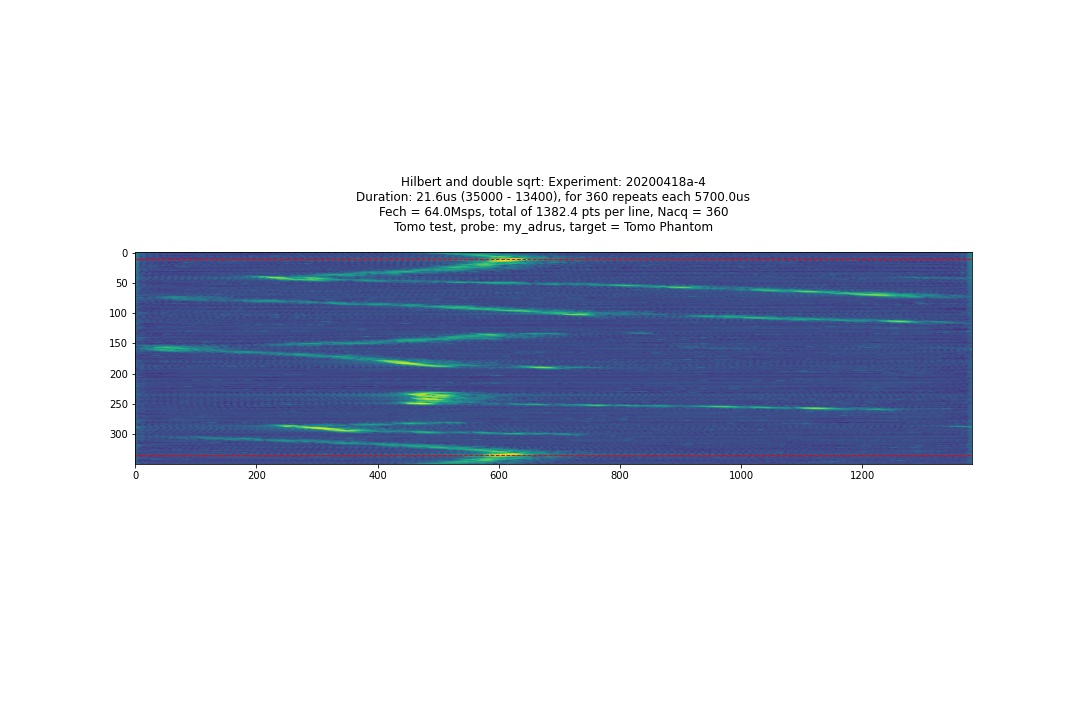 Hilbert and double sqrt: Experiment: 20200418a-4
Duration: 21.6us (35000 - 13400), for 360 repeats each 5700.0us
Fech = 64.0Msps, total of 1382.4 pts per line, Nacq = 360
Tomo test, probe: my_adrus, target = Tomo Phantom
0
50
100
150
200
250
300
0 200 400 600 800 1000 1200